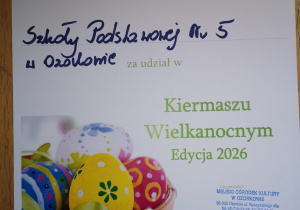 Szkoły Podstawowej Nr 5
w Ozorkowie za udział w
Kiermaszu
Wielkanocnym
Edycja 2026
MIEJSKI OŚRODEK KULTURY
W OZORKOWIE